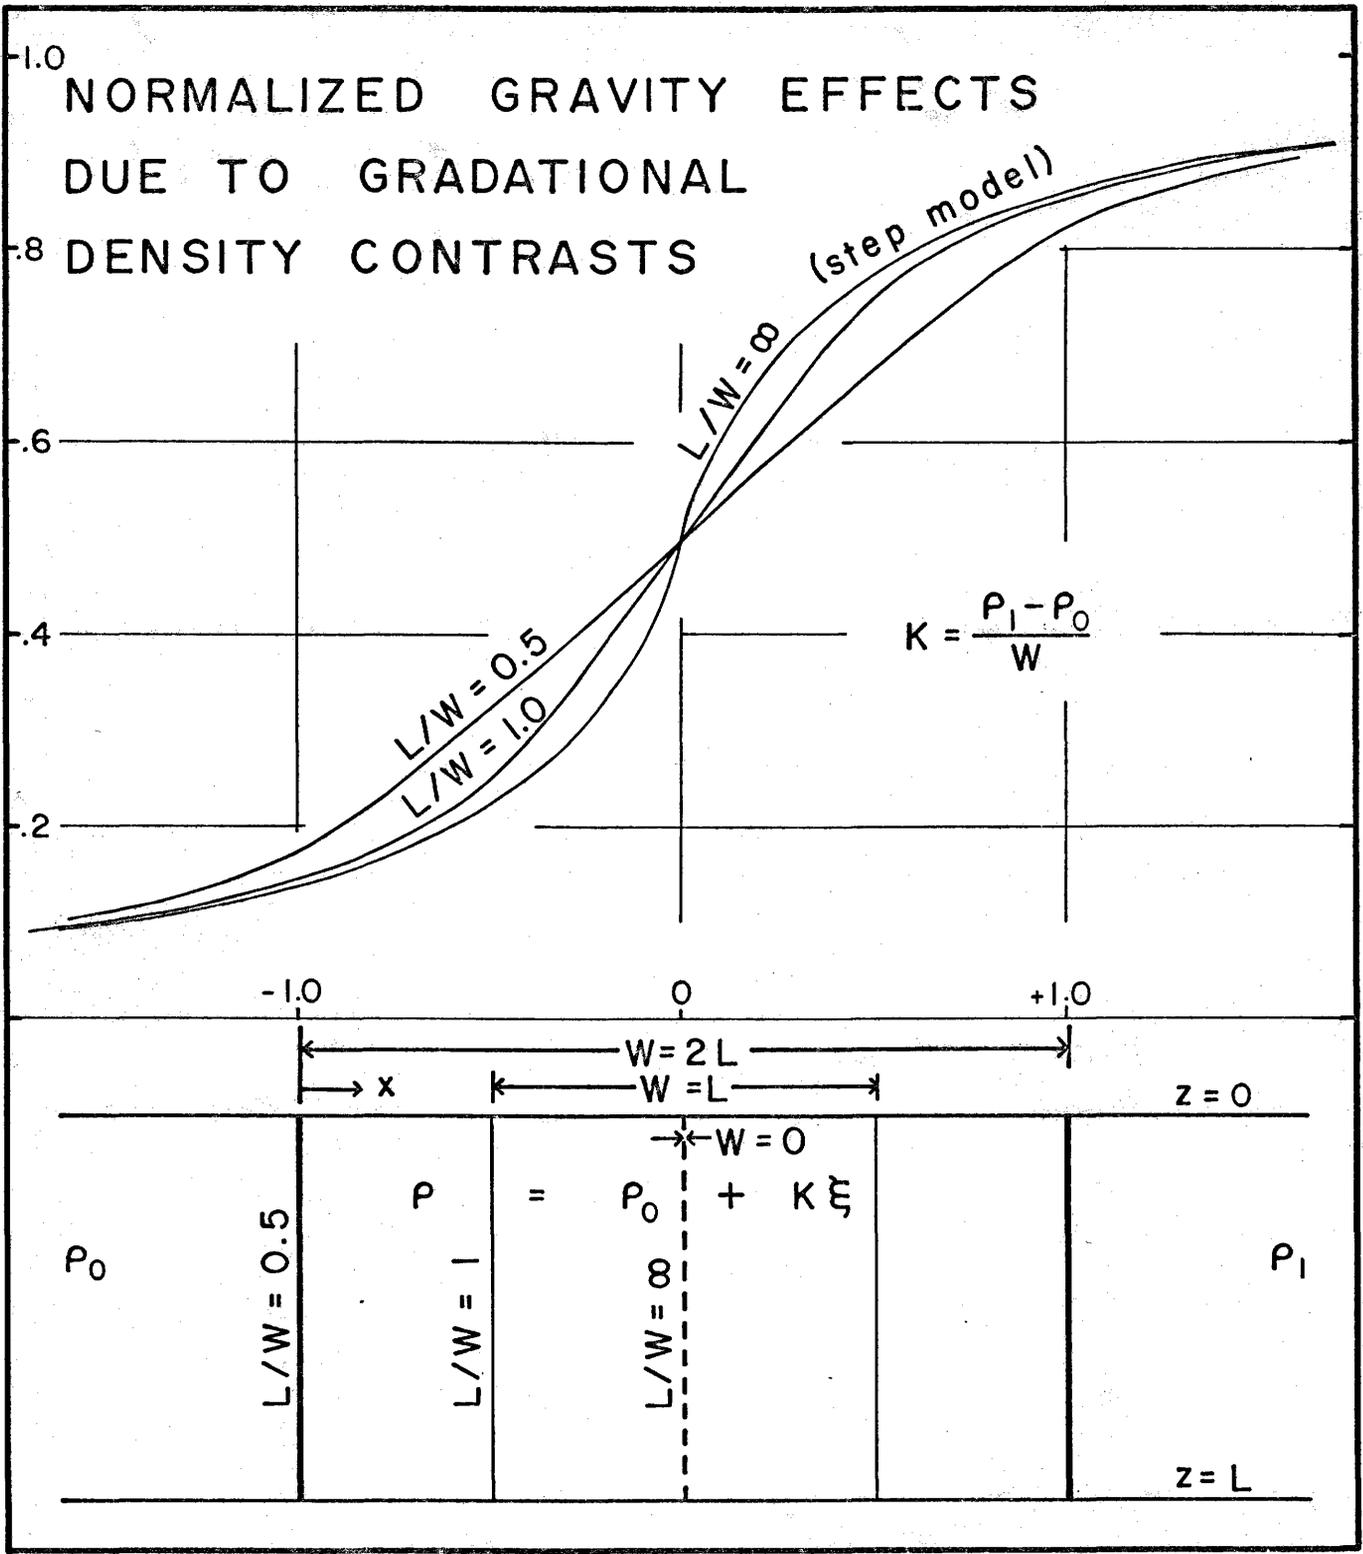 1.0
NORMALIZED GRAVITY EFFECTS
DUE TO GRADATIONAL
.8 DENSITY CONTRASTS
(step model)
L/W = ∞
.6
.4
L/W = 0.5
L/W = 1.0
K = ρ₁ − ρ₀ / W
.2
-1.0 0 +1.0
W = 2L
x W = L z = 0
W = 0
ρ = ρ₀ + Kξ
ρ₀ ρ₁
L/W = 0.5
L/W = 1
L/W = ∞
z = L